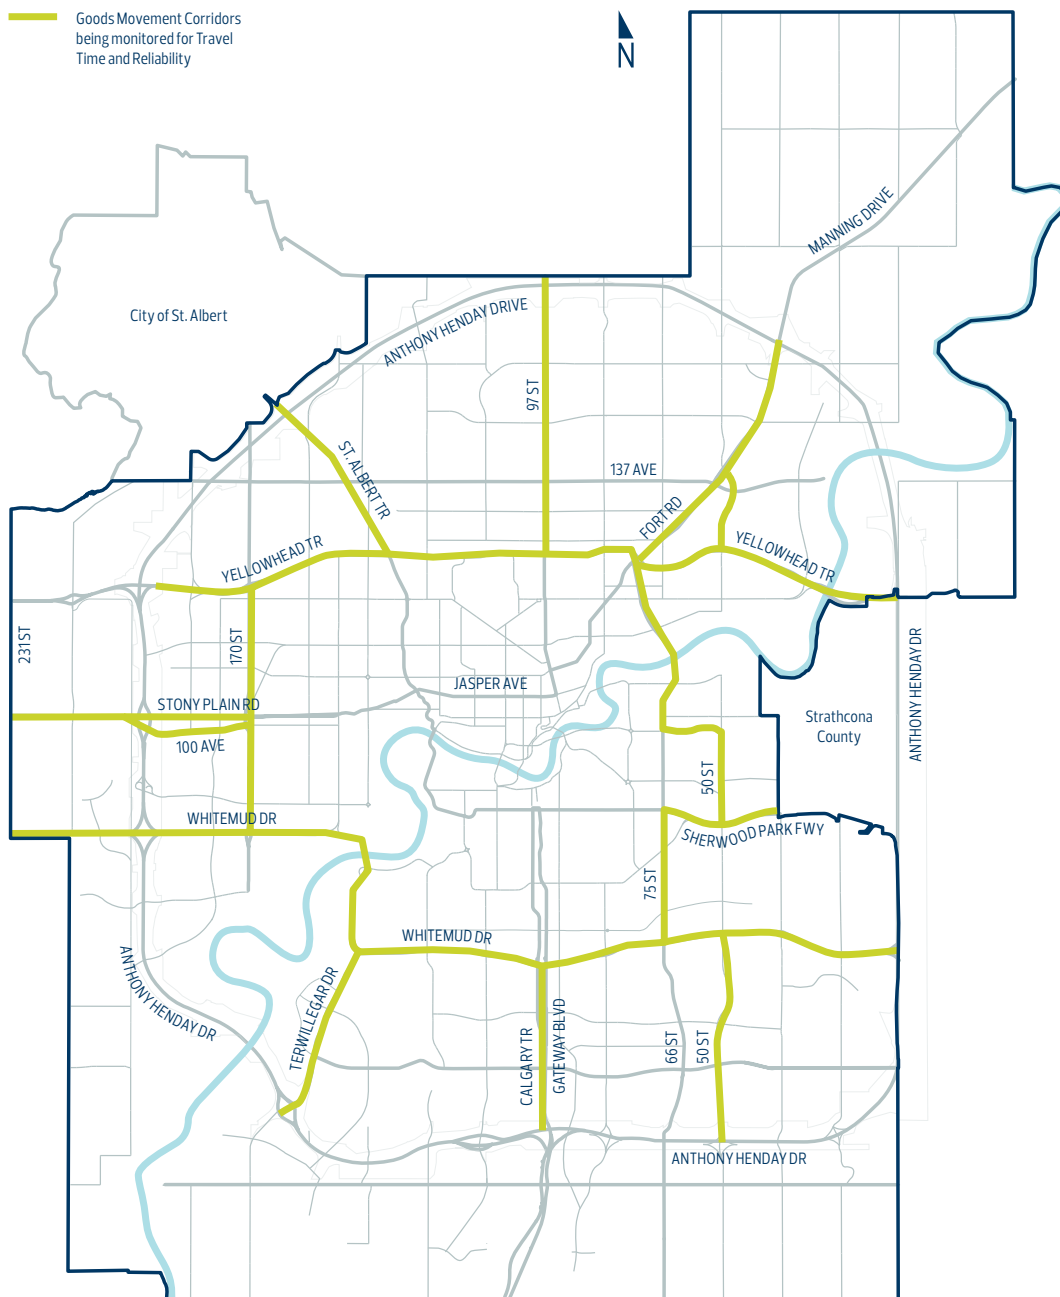 Goods Movement Corridors
being monitored for Travel
Time and Reliability
N
MANNING DRIVE
City of St. Albert
ANTHONY HENDAY DRIVE
97 ST
ST. ALBERT TR
137 AVE
FORT RD
YELLOWHEAD TR
YELLOWHEAD TR
231 ST
170 ST
ANTHONY HENDAY DR
JASPER AVE
STONY PLAIN RD
100 AVE
Strathcona
County
50 ST
WHITEMUD DR
SHERWOOD PARK FWY
75 ST
WHITEMUD DR
ANTHONY HENDAY DR
TERWILLEGAR DR
CALGARY TR
GATEWAY BLVD
66 ST
50 ST
ANTHONY HENDAY DR